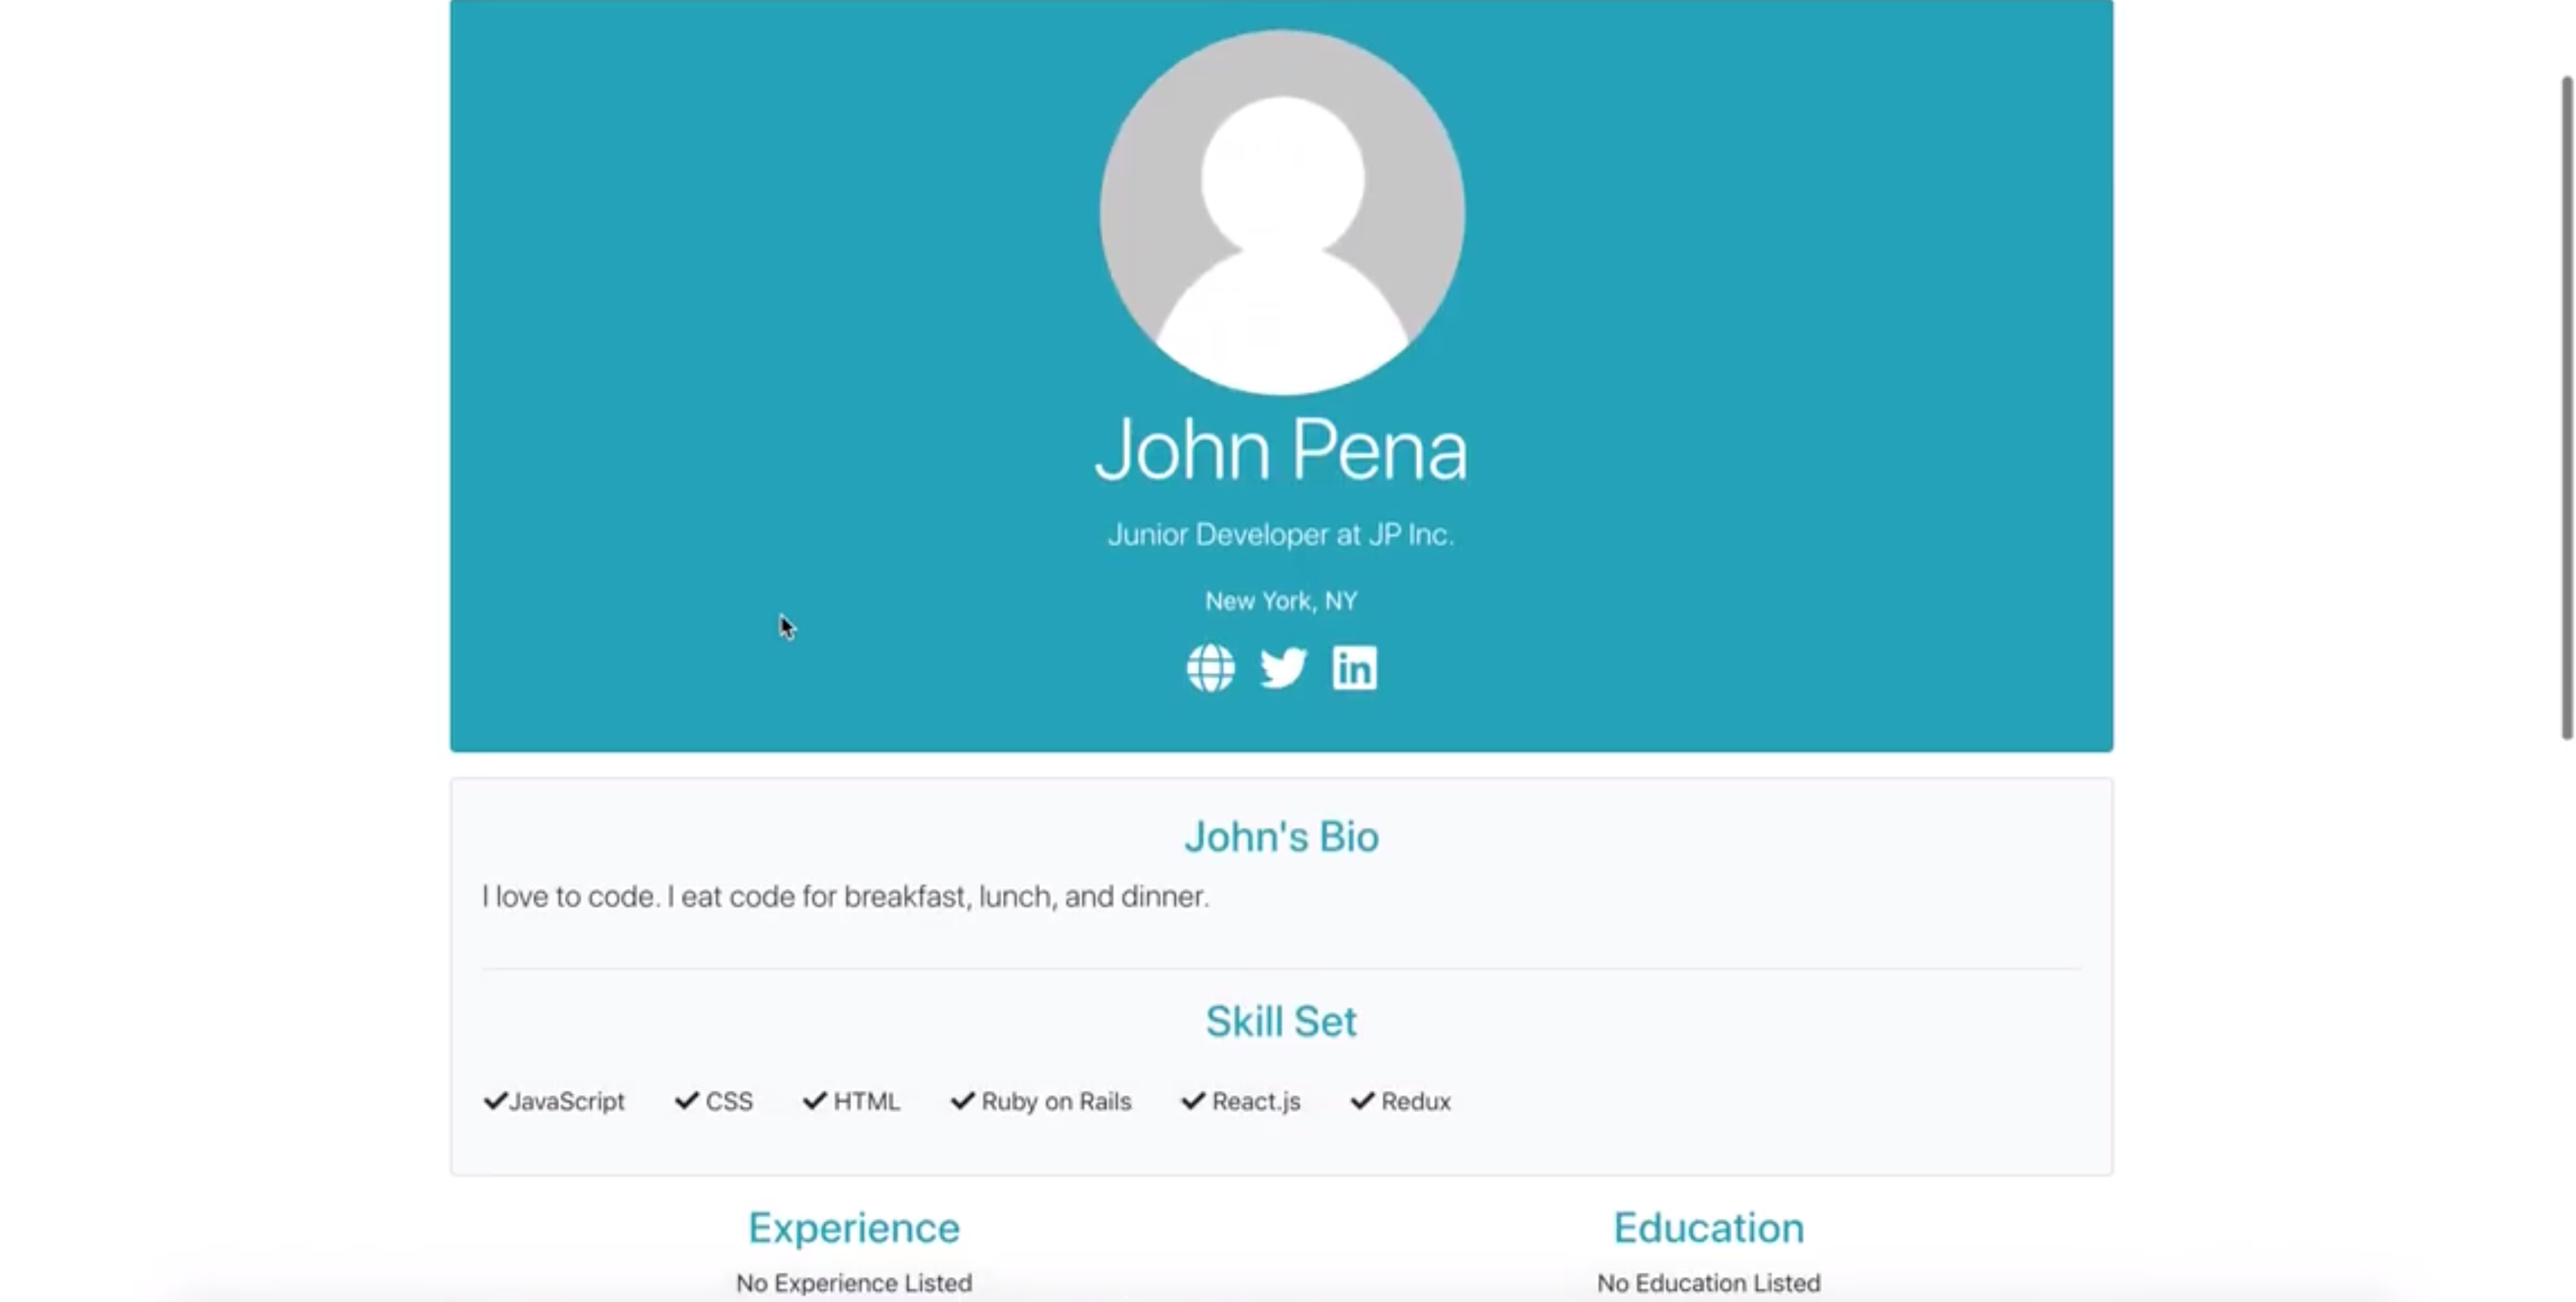 John Pena
Junior Developer at JP Inc.
New York, NY
in
John's Bio
I love to code. I eat code for breakfast, lunch, and dinner.
Skill Set
JavaScript CSS HTML Ruby on Rails React.js Redux
Experience
No Experience Listed
Education
No Education Listed